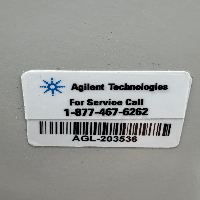 Agilent Technologies
For Service Call
1-877-467-6262
AGL-203536